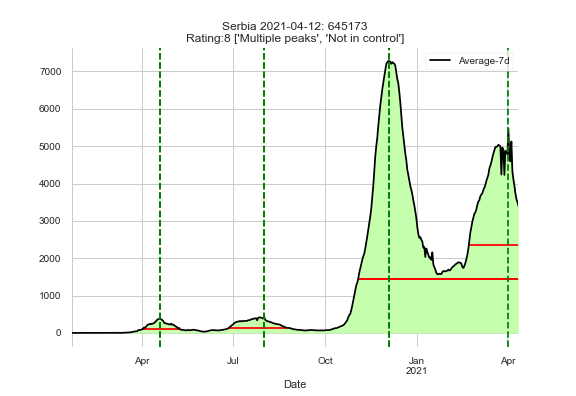 Serbia 2021-04-12: 645173
Rating:8 ['Multiple peaks', 'Not in control']
Average-7d
7000
6000
5000
4000
3000
2000
1000
0
Apr
Jul
Oct
Jan
2021
Apr
Date